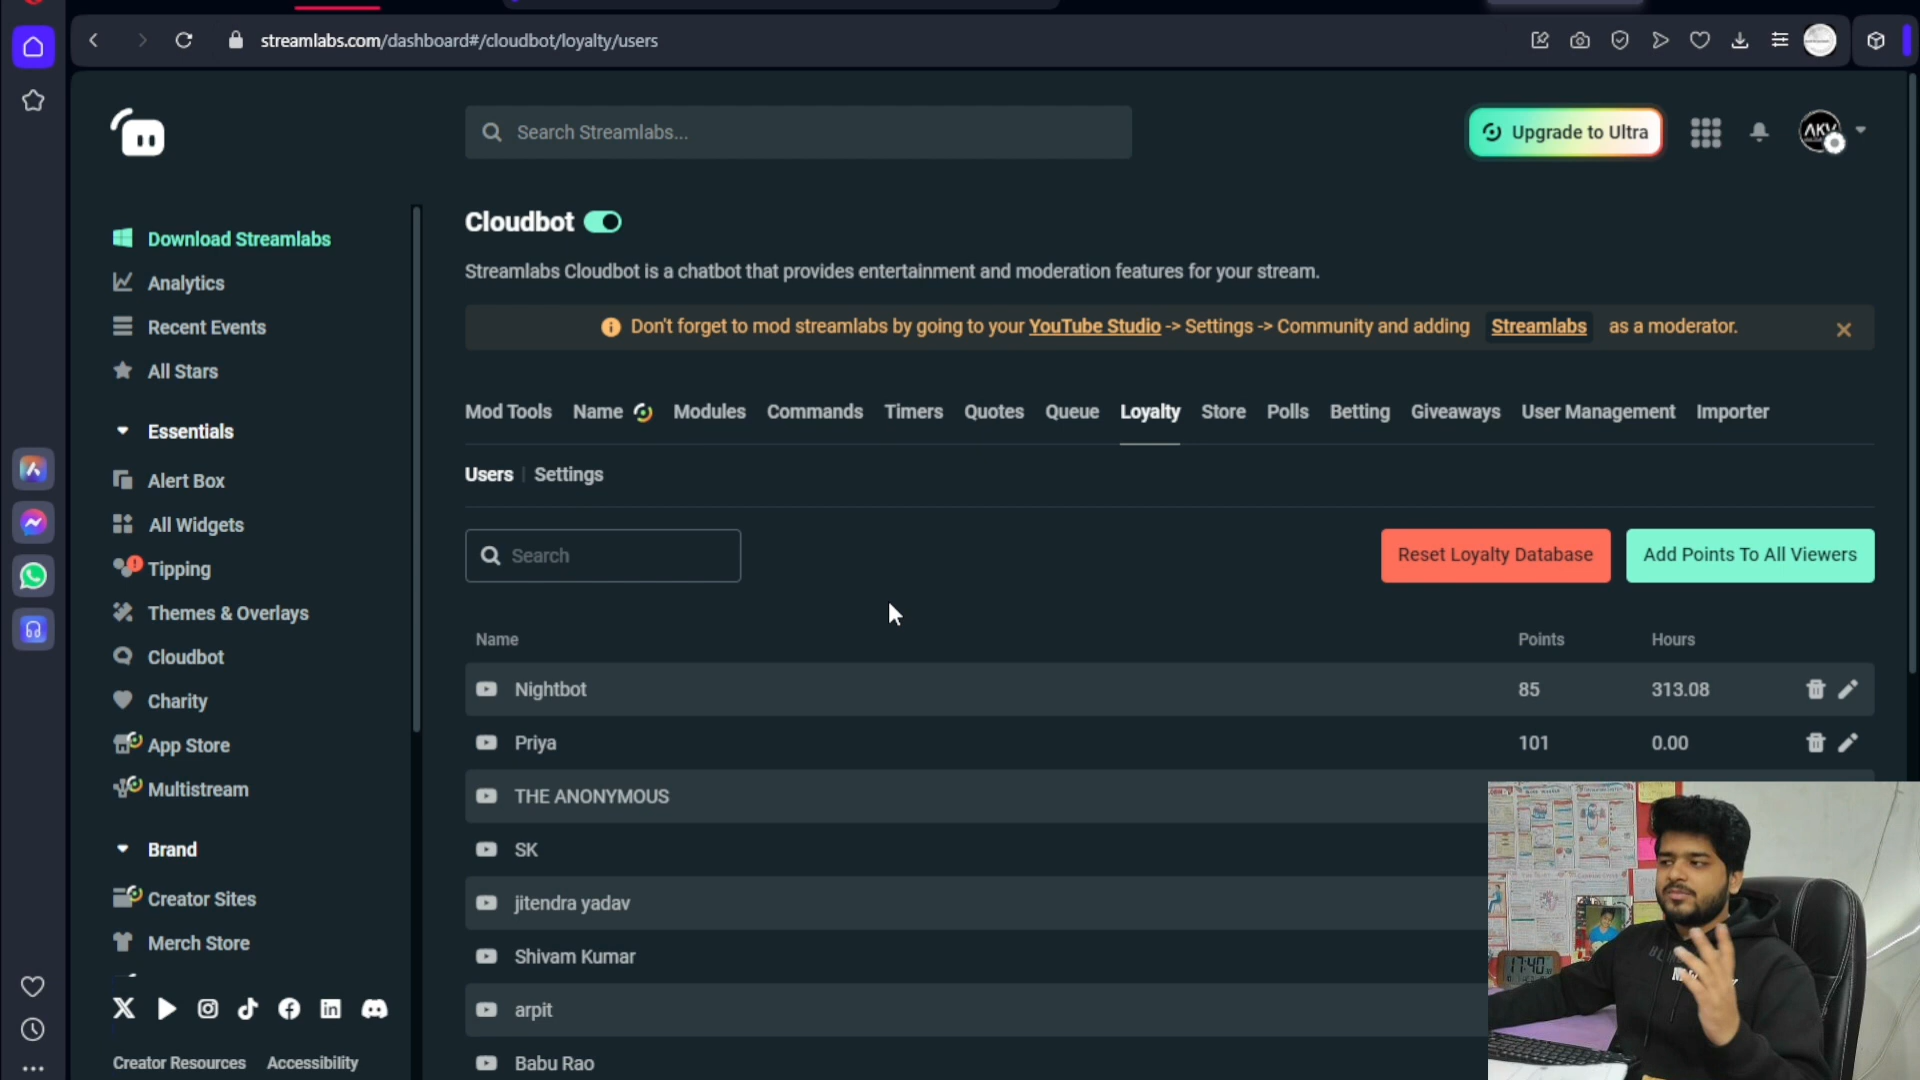 streamlabs.com/dashboard#/cloudbot/loyalty/users
Search Streamlabs...
Upgrade to Ultra
AKV
Download Streamlabs
Analytics
Recent Events
All Stars
Essentials
Alert Box
All Widgets
Tipping
Themes & Overlays
Cloudbot
Charity
App Store
Multistream
Brand
Creator Sites
Merch Store
Creator Resources Accessibility
Cloudbot
Streamlabs Cloudbot is a chatbot that provides entertainment and moderation features for your stream.
Don't forget to mod streamlabs by going to your YouTube Studio -> Settings -> Community and adding Streamlabs as a moderator.
Mod Tools Name Modules Commands Timers Quotes Queue Loyalty Store Polls Betting Giveaways User Management Importer
Users | Settings
Search
Reset Loyalty Database
Add Points To All Viewers
Name Points Hours
Nightbot 85 313.08
Priya 101 0.00
THE ANONYMOUS
SK
jitendra yadav
Shivam Kumar
arpit
Babu Rao
17:40